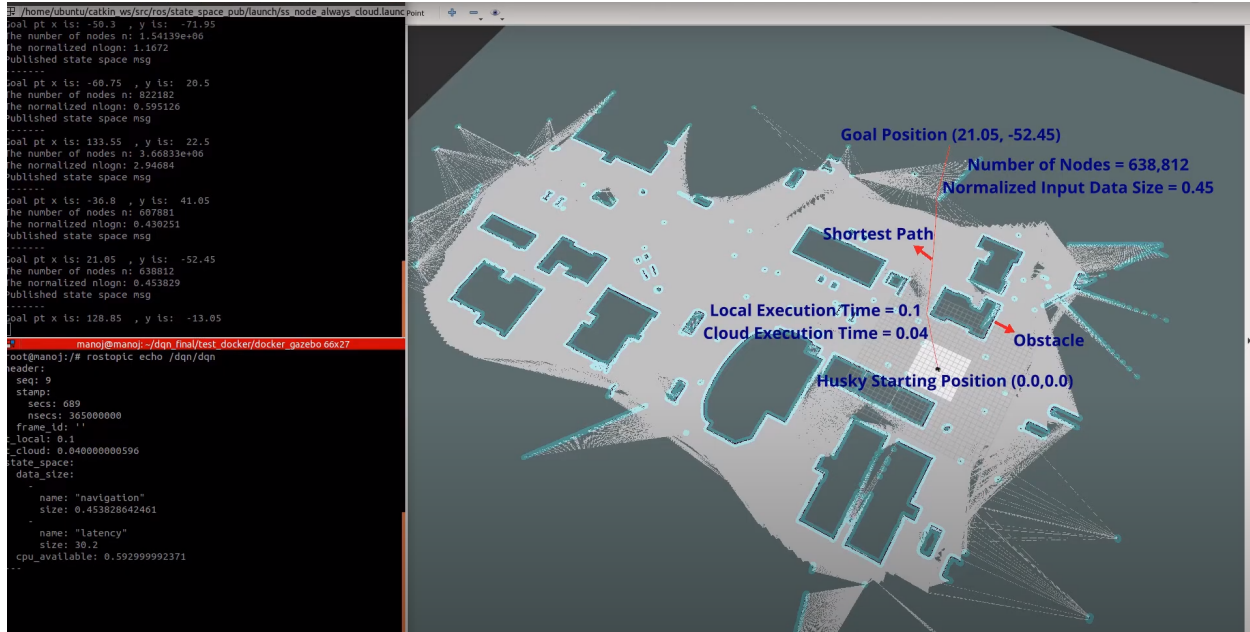 /home/ubuntu/catkin_ws/src/ros/state_space_pub/launch/ss_node_always_cloud.launc
Goal pt x is: -50.3  , y is:  -71.95
The number of nodes n: 1.54139e+06
The normalized nlogn: 1.1672
Published state space msg
-------
Goal pt x is: -60.75  , y is:  20.5
The number of nodes n: 822182
The normalized nlogn: 0.595126
Published state space msg
-------
Goal pt x is: 133.55  , y is:  22.5
The number of nodes n: 3.66833e+06
The normalized nlogn: 2.94684
Published state space msg
-------
Goal pt x is: -36.8  , y is:  41.05
The number of nodes n: 607881
The normalized nlogn: 0.430251
Published state space msg
-------
Goal pt x is: 21.05  , y is:  -52.45
The number of nodes n: 638812
The normalized nlogn: 0.453829
Published state space msg
-------
Goal pt x is: 128.85  , y is:  -13.05
manoj@manoj: ~/dqn_final/test_docker/docker_gazebo 66x27
root@manoj:/# rostopic echo /dqn/dqn
header:
  seq: 9
  stamp:
    secs: 689
    nsecs: 365000000
  frame_id: ''
t_local: 0.1
t_cloud: 0.040000000596
state_space:
  data_size:
    -
      name: "navigation"
      size: 0.453828642461
    -
      name: "latency"
      size: 30.2
  cpu_available: 0.592999992371
---
Point
Goal Position (21.05, -52.45)
Number of Nodes = 638,812
Normalized Input Data Size = 0.45
Shortest Path
Local Execution Time = 0.1
Cloud Execution Time = 0.04
Obstacle
Husky Starting Position (0.0,0.0)